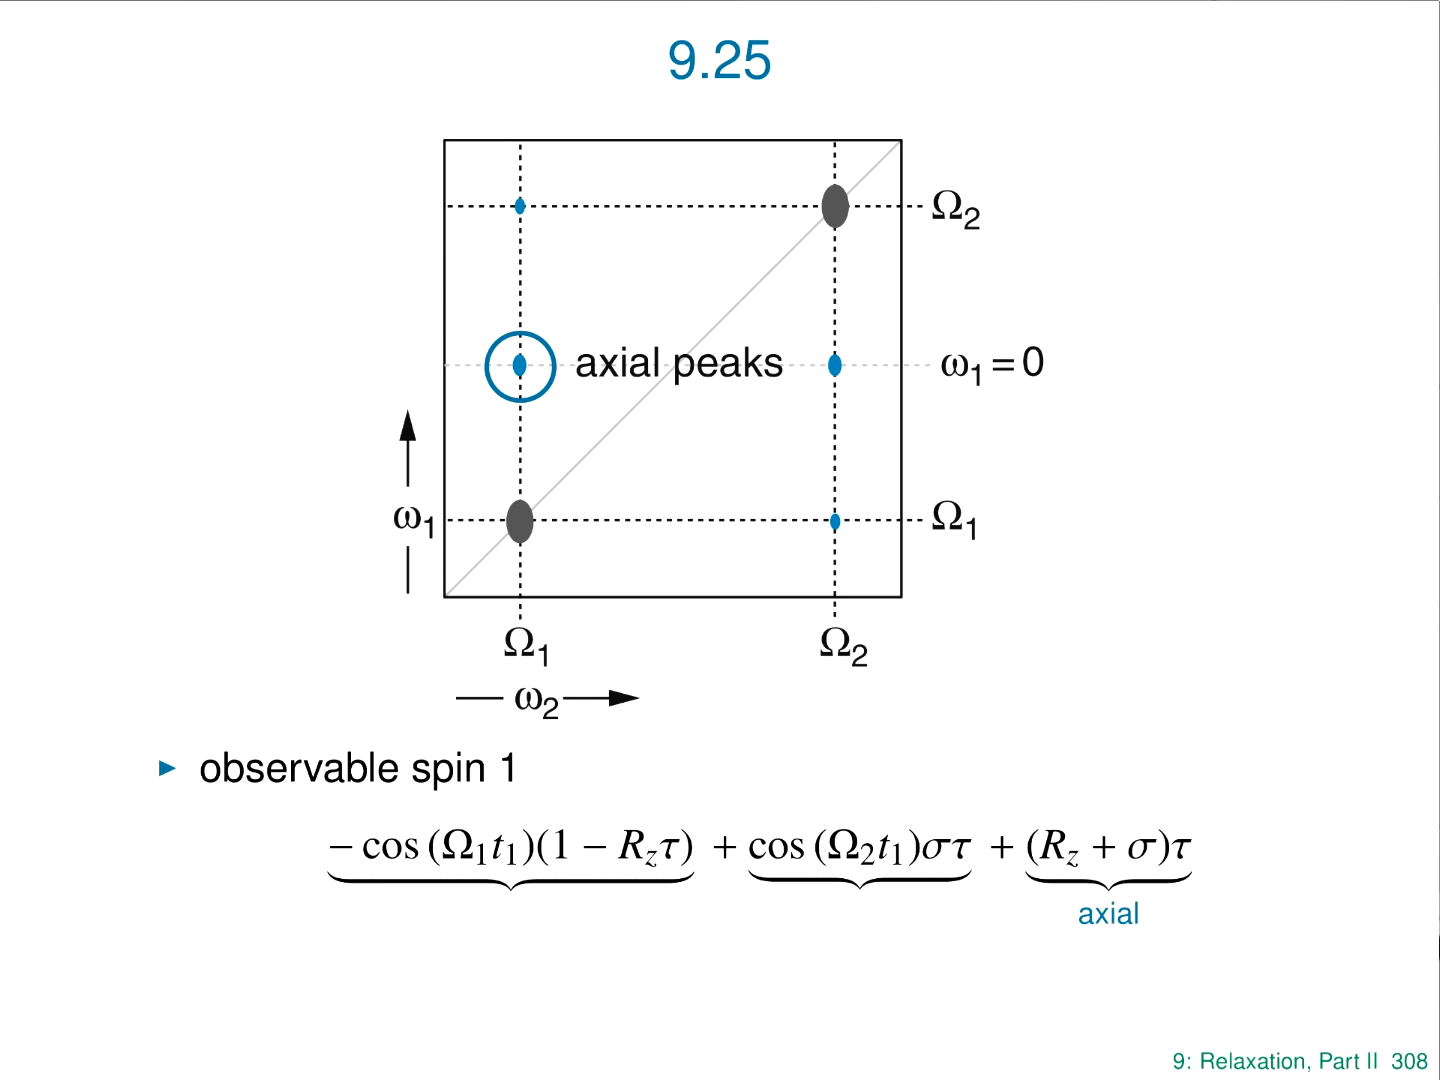 9.25
Ω2
axial peaks
ω1 = 0
ω1
Ω1
Ω1
Ω2
ω2
▶ observable spin 1
− cos (Ω1t1)(1 − Rzτ) + cos (Ω2t1)στ + (Rz + σ)τ
axial
9: Relaxation, Part II 308